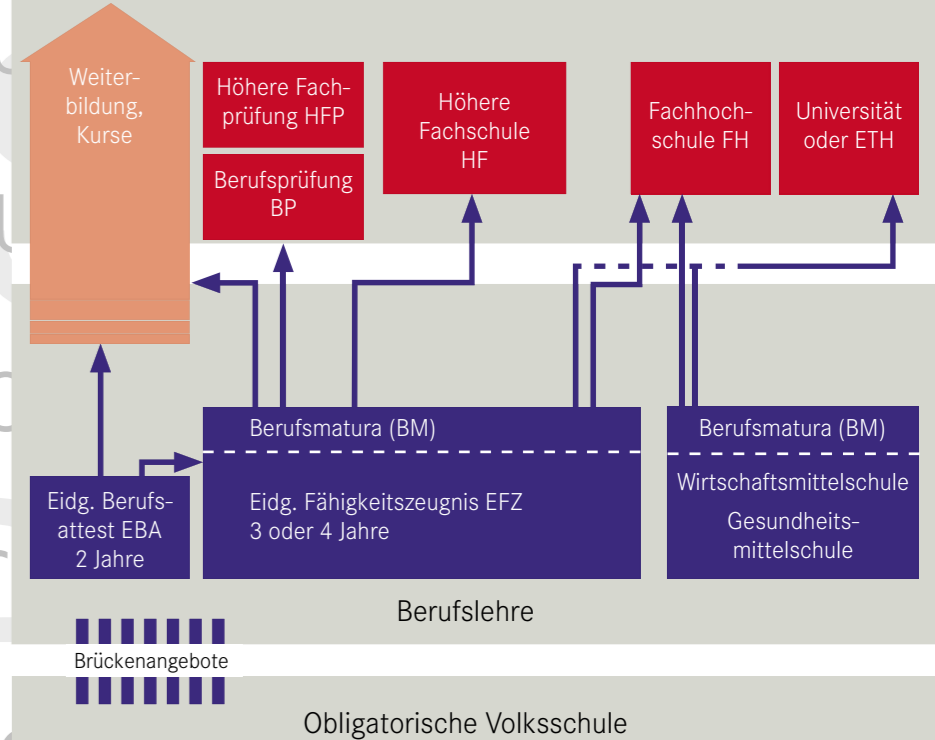 Weiter-
bildung,
Kurse
Höhere Fach-
prüfung HFP
Berufsprüfung
BP
Höhere
Fachschule
HF
Fachhoch-
schule FH
Universität
oder ETH
Eidg. Berufs-
attest EBA
2 Jahre
Berufsmatura (BM)
Eidg. Fähigkeitszeugnis EFZ
3 oder 4 Jahre
Berufsmatura (BM)
Wirtschaftsmittelschule
Gesundheits-
mittelschule
Berufslehre
Brückenangebote
Obligatorische Volksschule